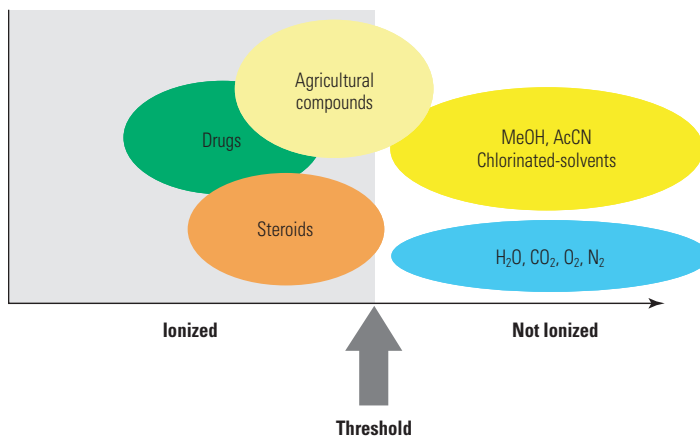 Agricultural
compounds
Drugs
MeOH, AcCN
Chlorinated-solvents
Steroids
H₂O, CO₂, O₂, N₂
Ionized
Not Ionized
Threshold